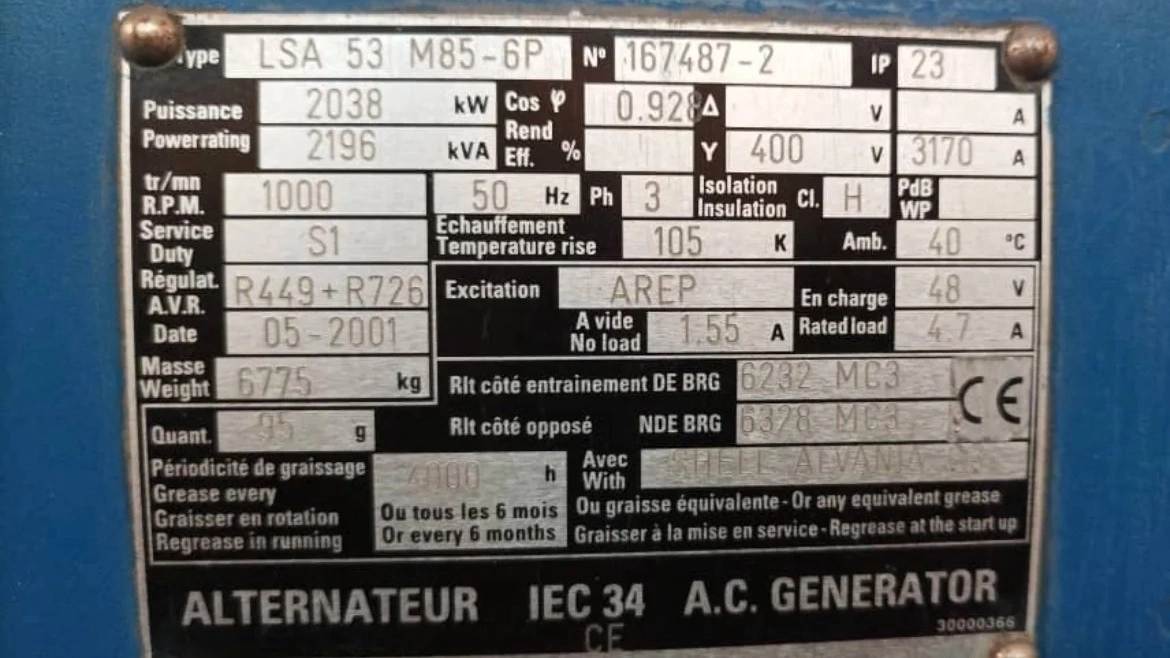 Type LSA 53 M85-6P Nº 167487-2 IP 23
Puissance 2038 kW Cos φ 0.928 Δ V A
Power rating 2196 kVA Rend Eff. % Y 400 V 3170 A
tr/mn R.P.M. 1000 50 Hz Ph 3 Isolation Insulation Cl. H PdB WP
Service Duty S1 Echauffement Temperature rise 105 K Amb. 40 °C
Régulat. A.V.R. R449+R726 Excitation AREP En charge Rated load 48 V
Date 05-2001 A vide No load 1.55 A 4.7 A
Masse Weight 6775 kg Rlt côté entrainement DE BRG 6232 MC3
CE
Quant. 95 g Rlt côté opposé NDE BRG 6328 MC3
Périodicité de graissage 4000 h Avec With SHELL ALVANIA
Grease every
Graisser en rotation Ou tous les 6 mois Ou graisse équivalente - Or any equivalent grease
Regrease in running Or every 6 months Graisser à la mise en service - Regrease at the start up
ALTERNATEUR IEC 34 A.C. GENERATOR
30000366
CE